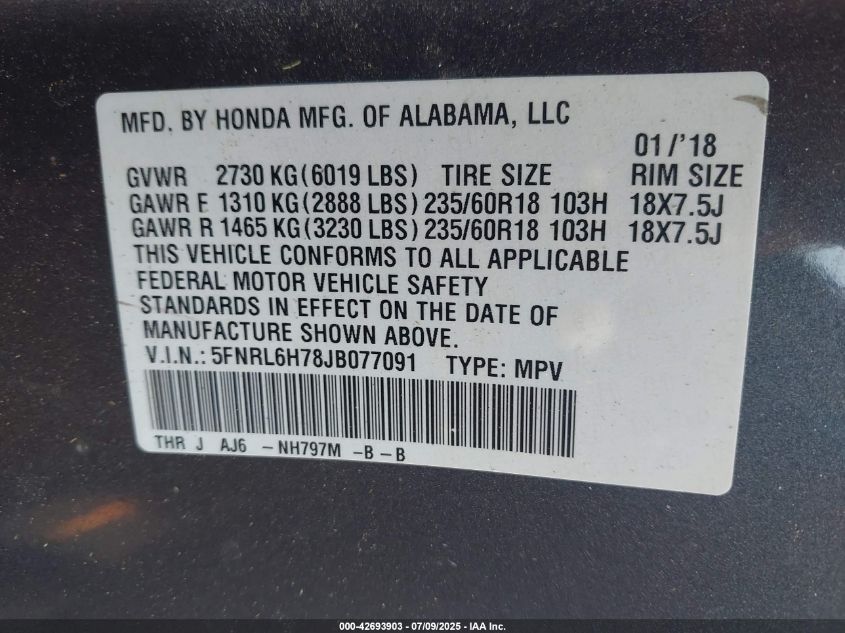 MFD. BY HONDA MFG. OF ALABAMA, LLC
01/'18
GVWR 2730 KG (6019 LBS) TIRE SIZE RIM SIZE
GAWR F 1310 KG (2888 LBS) 235/60R18 103H 18X7.5J
GAWR R 1465 KG (3230 LBS) 235/60R18 103H 18X7.5J
THIS VEHICLE CONFORMS TO ALL APPLICABLE
FEDERAL MOTOR VEHICLE SAFETY
STANDARDS IN EFFECT ON THE DATE OF
MANUFACTURE SHOWN ABOVE.
V.I.N.: 5FNRL6H78JB077091 TYPE: MPV
THR J AJ6 -NH797M -B-B
000-42693903 - 07/09/2025 - IAA Inc.